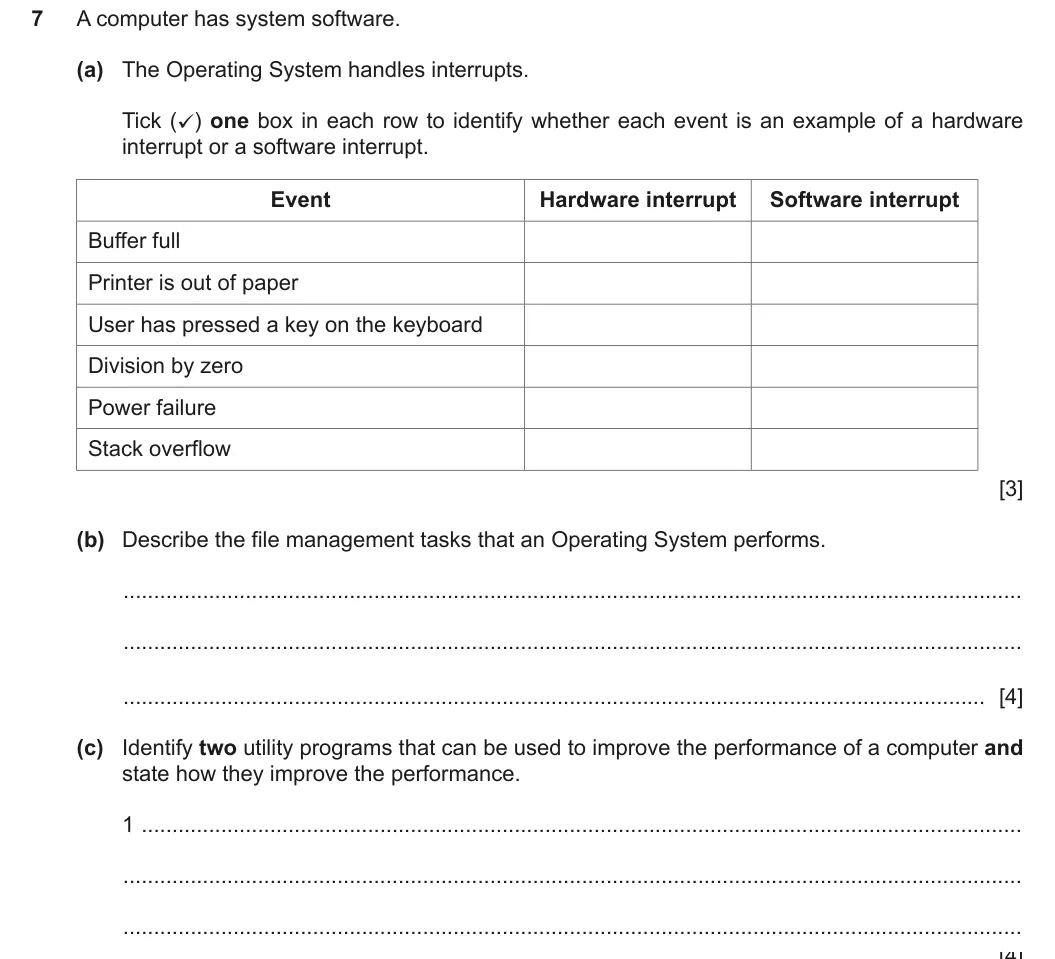 7 A computer has system software.
(a) The Operating System handles interrupts.
Tick (✓) one box in each row to identify whether each event is an example of a hardware
interrupt or a software interrupt.
Event Hardware interrupt Software interrupt
Buffer full
Printer is out of paper
User has pressed a key on the keyboard
Division by zero
Power failure
Stack overflow
[3]
(b) Describe the file management tasks that an Operating System performs.
[4]
(c) Identify two utility programs that can be used to improve the performance of a computer and
state how they improve the performance.
1
[4]